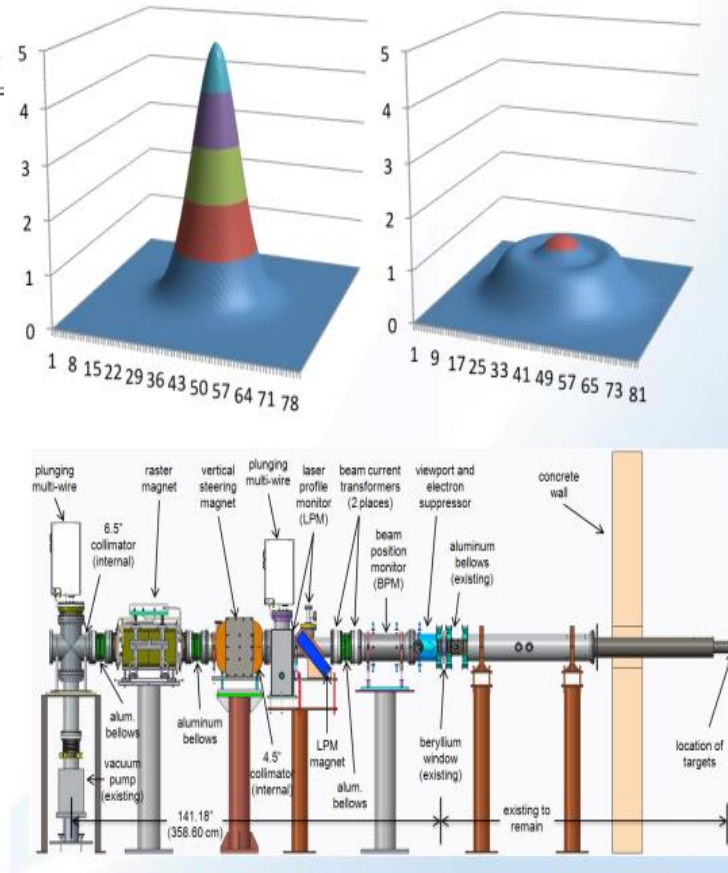 5
4
3
2
1
0
1 8 15 22 29 36 43 50 57 64 71 78
5
4
3
2
1
0
1 9 17 25 33 41 49 57 65 73 81
plunging
multi-wire
6.5"
collimator
(internal)
raster
magnet
vertical
steering
magnet
plunging
multi-wire
laser
profile
monitor
(LPM)
beam current
transformers
(2 places)
beam
position
monitor
(BPM)
viewport and
electron
suppressor
aluminum
bellows
(existing)
concrete
wall
alum.
bellows
vacuum
pump
(existing)
aluminum
bellows
4.5"
collimator
(internal)
LPM
magnet
alum.
bellows
beryllium
window
(existing)
location of
targets
141.18"
(358.60 cm)
existing to
remain